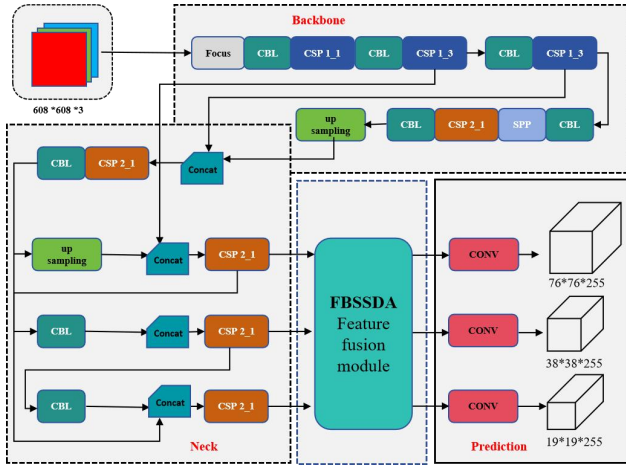 Backbone
Focus
CBL
CSP 1_1
CBL
CSP 1_3
CBL
CSP 1_3
608 *608 *3
up
sampling
CBL
CSP 2_1
SPP
CBL
CBL
CSP 2_1
Concat
up
sampling
Concat
CSP 2_1
CBL
Concat
CSP 2_1
CBL
Concat
CSP 2_1
Neck
FBSSDA
Feature
fusion
module
CONV
76*76*255
CONV
38*38*255
CONV
19*19*255
Prediction